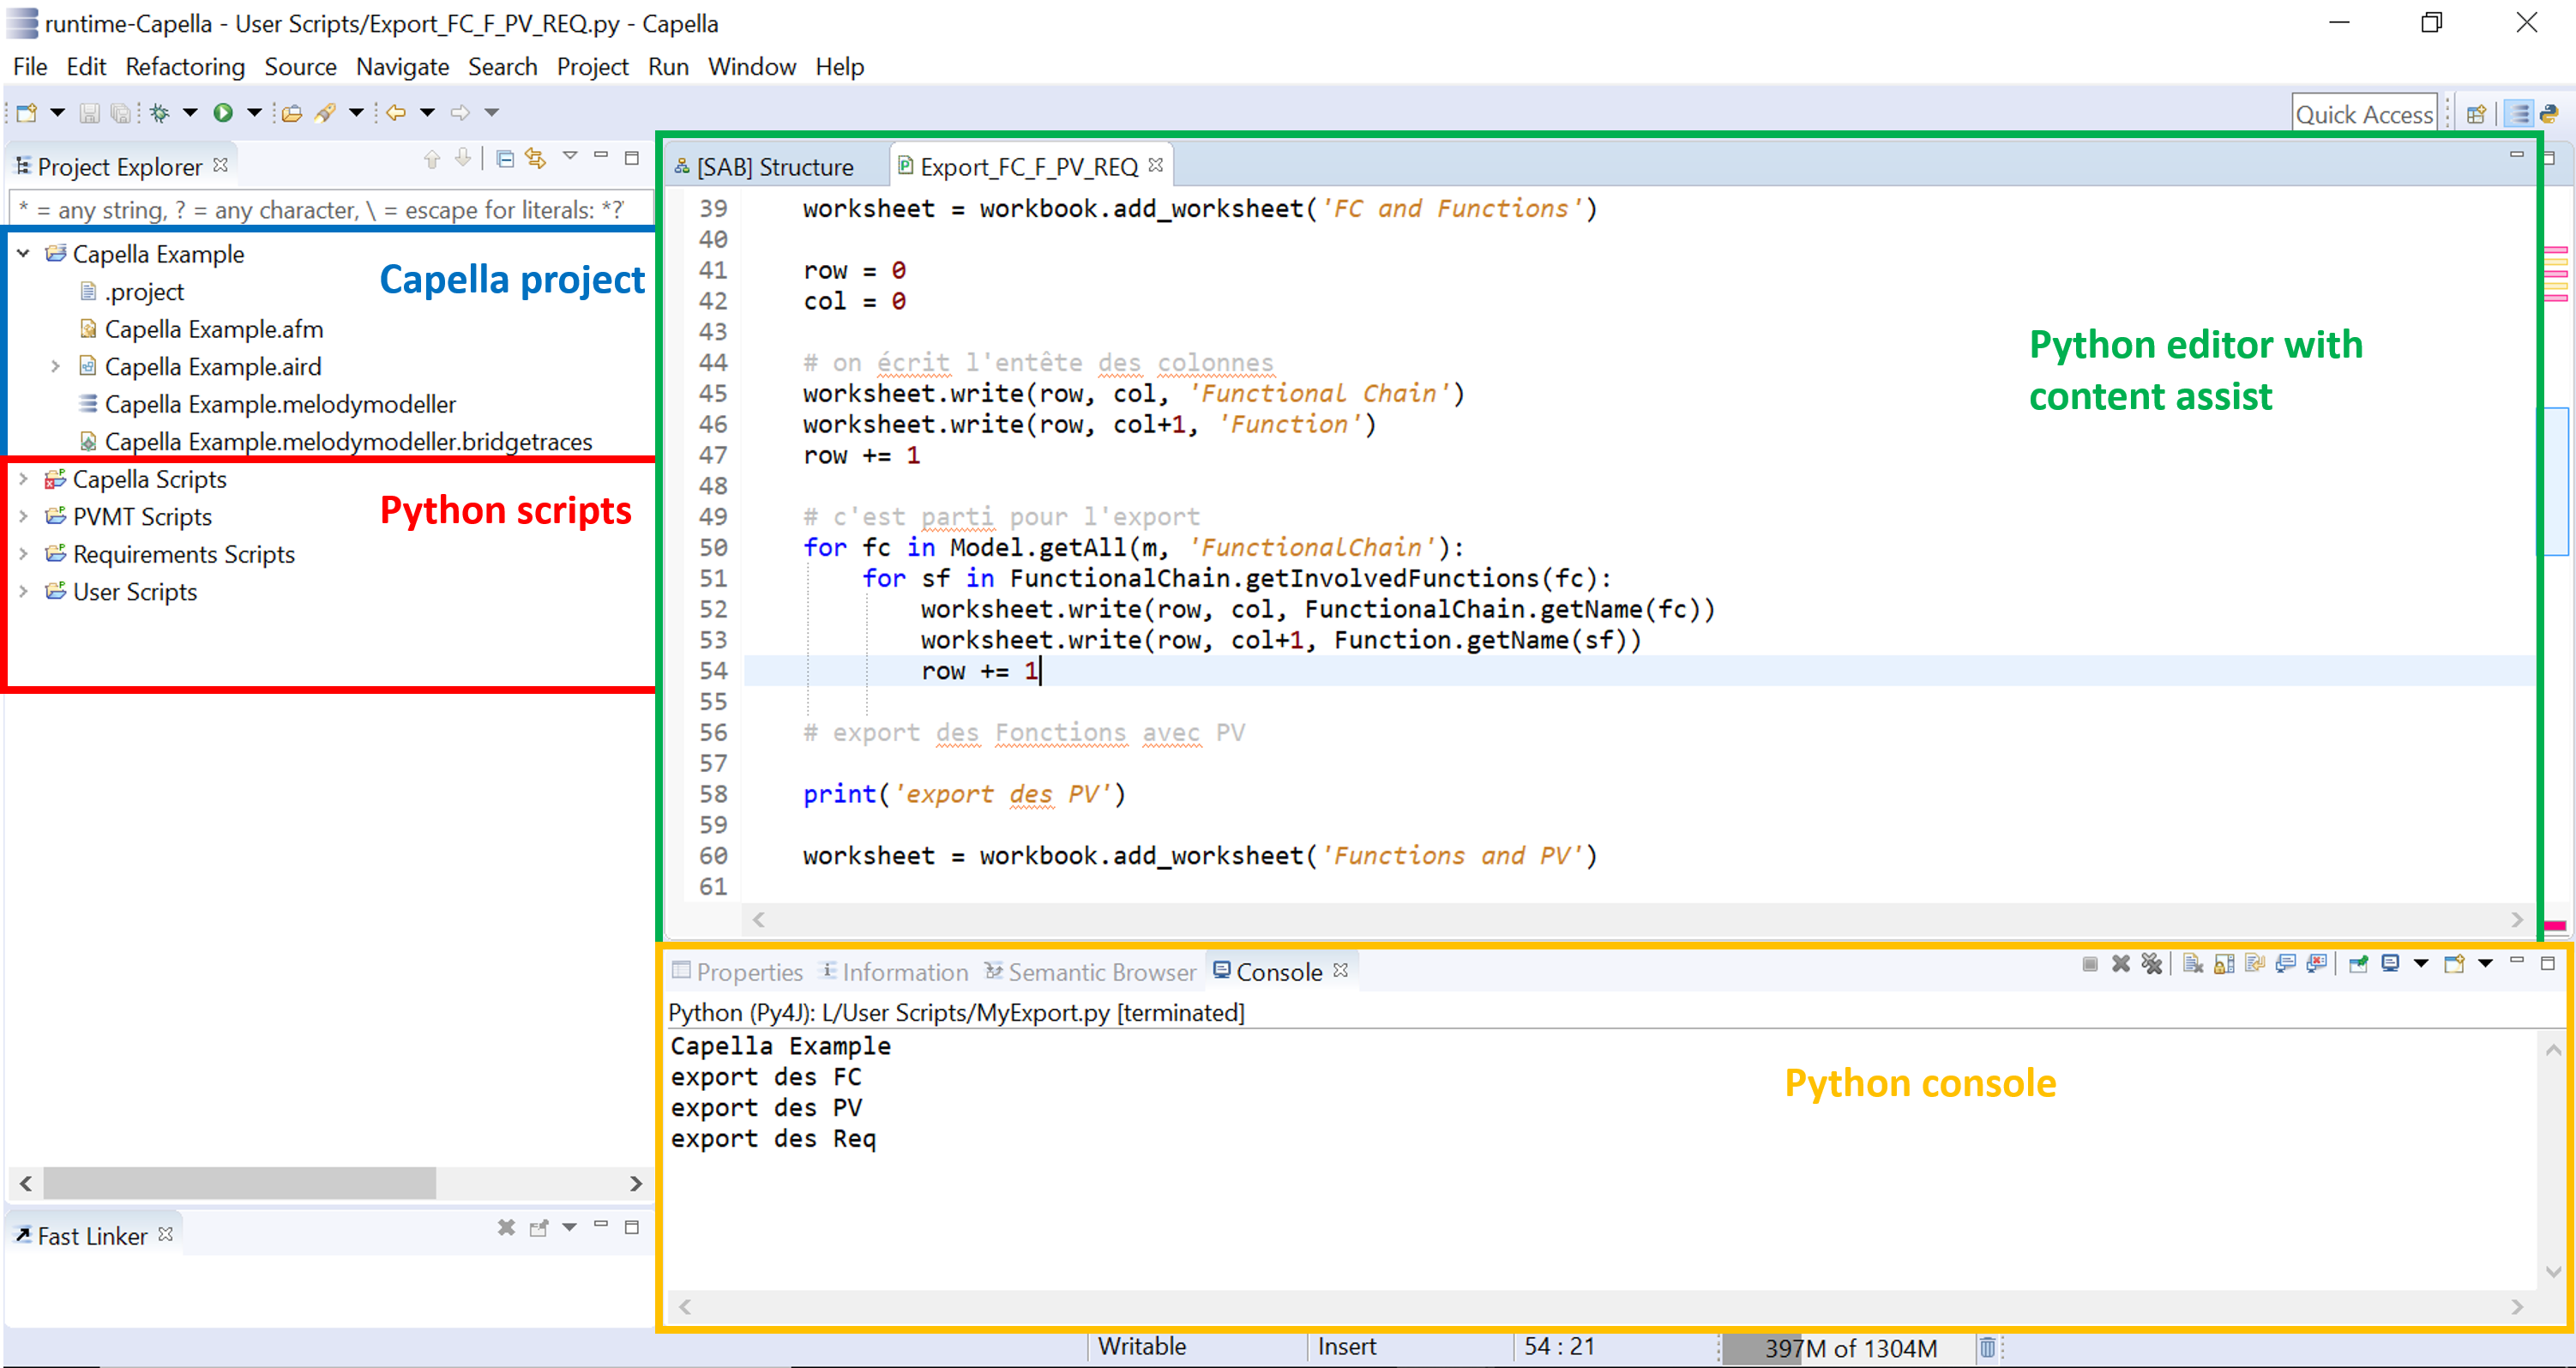 runtime-Capella - User Scripts/Export_FC_F_PV_REQ.py - Capella
File Edit Refactoring Source Navigate Search Project Run Window Help
Quick Access
Project Explorer
* = any string, ? = any character, \ = escape for literals: *?
Capella Example
.project
Capella Example.afm
Capella Example.aird
Capella Example.melodymodeller
Capella Example.melodymodeller.bridgetraces
Capella project
Capella Scripts
PVMT Scripts
Requirements Scripts
User Scripts
Python scripts
Fast Linker
[SAB] Structure
Export_FC_F_PV_REQ
39 worksheet = workbook.add_worksheet('FC and Functions')
40
41 row = 0
42 col = 0
43
44 # on écrit l'entête des colonnes
45 worksheet.write(row, col, 'Functional Chain')
46 worksheet.write(row, col+1, 'Function')
47 row += 1
48
49 # c'est parti pour l'export
50 for fc in Model.getAll(m, 'FunctionalChain'):
51 for sf in FunctionalChain.getInvolvedFunctions(fc):
52 worksheet.write(row, col, FunctionalChain.getName(fc))
53 worksheet.write(row, col+1, Function.getName(sf))
54 row += 1
55
56 # export des Fonctions avec PV
57
58 print('export des PV')
59
60 worksheet = workbook.add_worksheet('Functions and PV')
61
Python editor with
content assist
Properties Information Semantic Browser Console
Python (Py4J): L/User Scripts/MyExport.py [terminated]
Capella Example
export des FC
export des PV
export des Req
Python console
Writable Insert 54 : 21 397M of 1304M